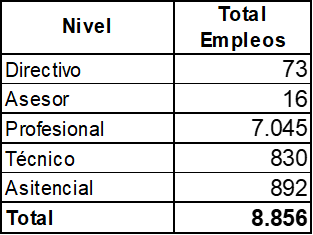 Nivel Total Empleos
Directivo 73
Asesor 16
Profesional 7.045
Técnico 830
Asitencial 892
Total 8.856